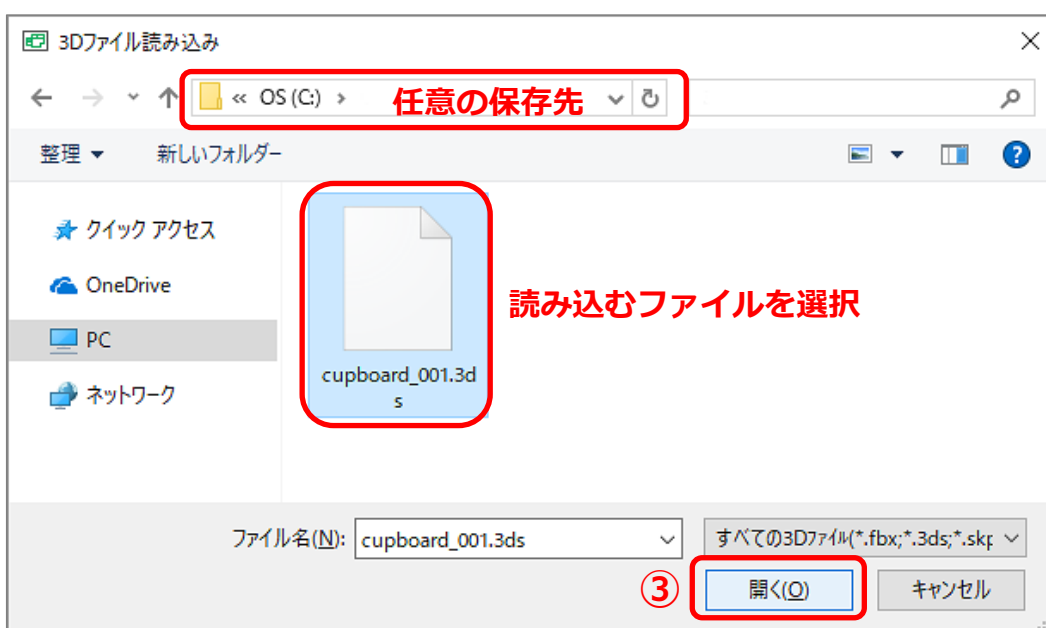 3Dファイル読み込み
« OS (C:) › 任意の保存先
整理 新しいフォルダー
クイック アクセス
OneDrive
PC
ネットワーク
cupboard_001.3d
s
読み込むファイルを選択
ファイル名(N): cupboard_001.3ds すべての3Dファイル(*.fbx;*.3ds;*.skp
③ 開く(O) キャンセル